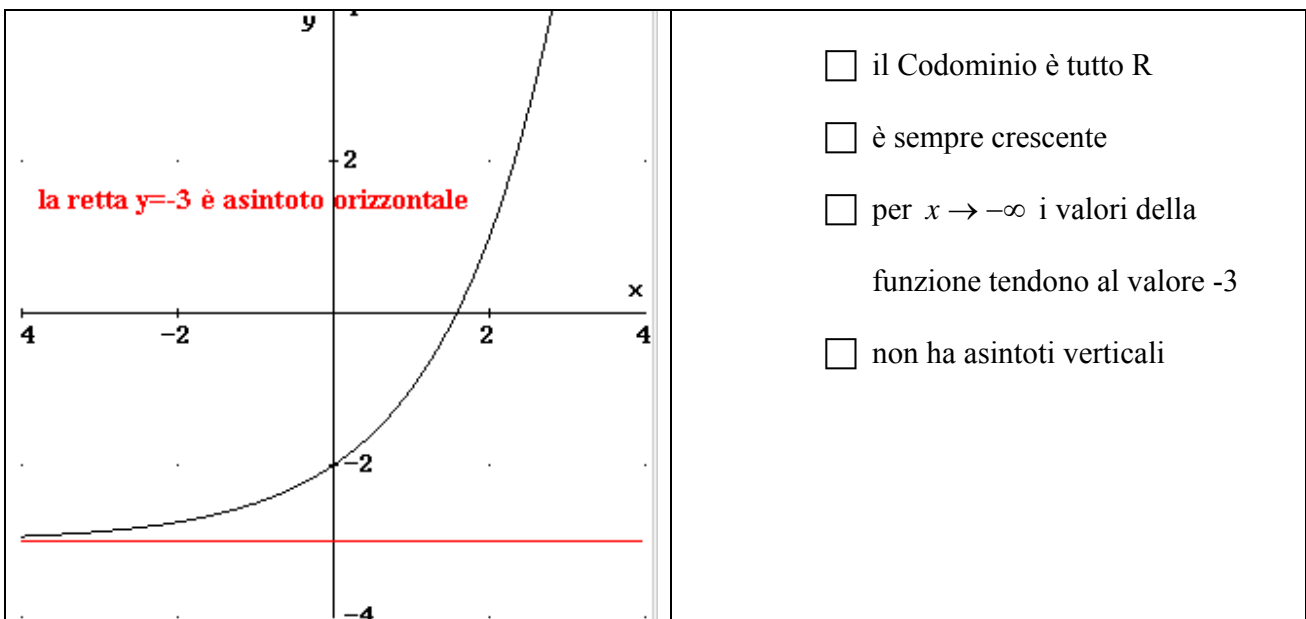 y
2
la retta y=-3 è asintoto orizzontale
x
4
−2
2
4
−2
−4
il Codominio è tutto R
è sempre crescente
per x → −∞ i valori della
funzione tendono al valore -3
non ha asintoti verticali